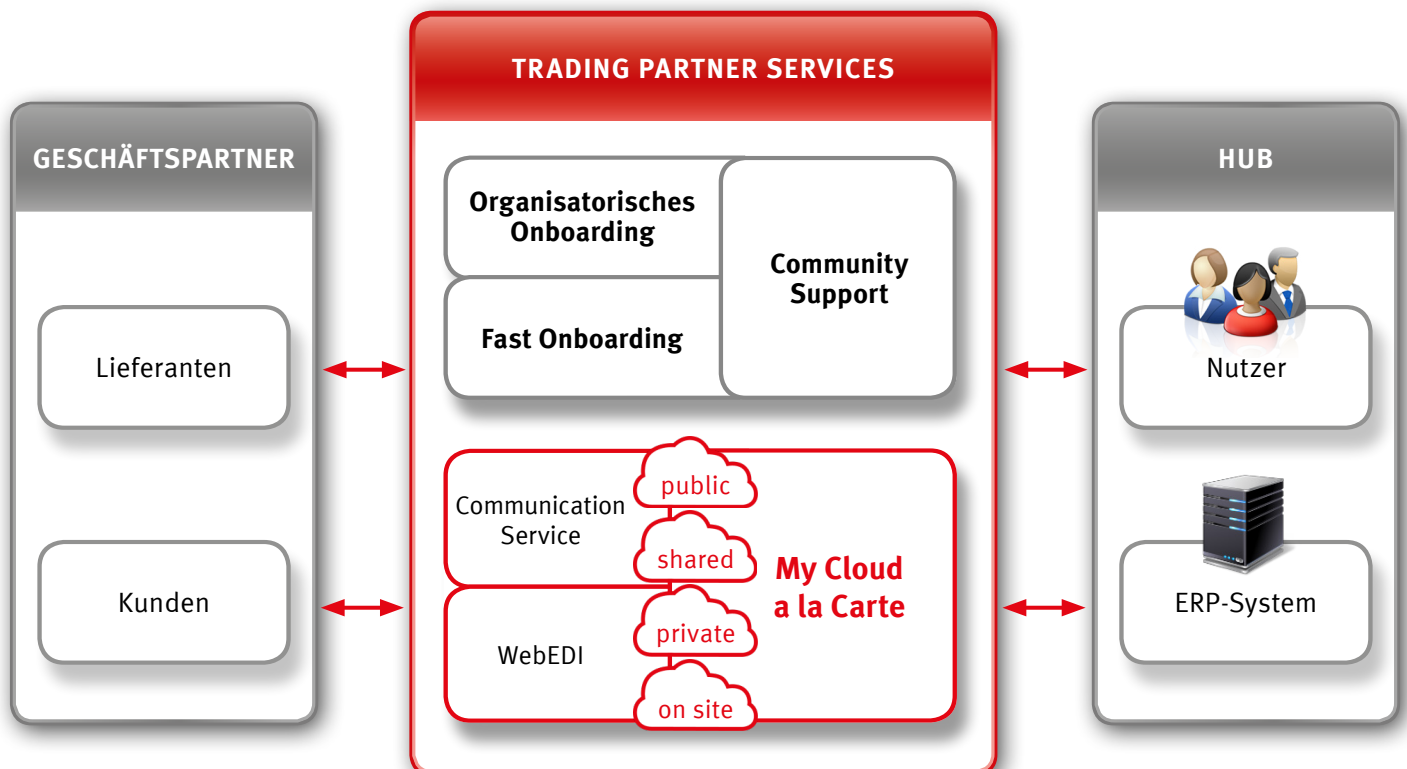 TRADING PARTNER SERVICES
GESCHÄFTSPARTNER
Lieferanten
Kunden
Organisatorisches
Onboarding
Fast Onboarding
Community
Support
Communication
Service
WebEDI
public
shared
private
on site
My Cloud
a la Carte
HUB
Nutzer
ERP-System